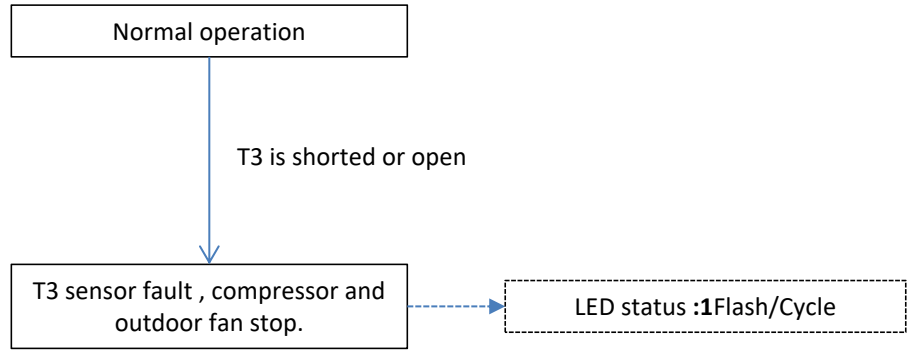 Normal operation
T3 is shorted or open
T3 sensor fault , compressor and
outdoor fan stop.
LED status :1Flash/Cycle